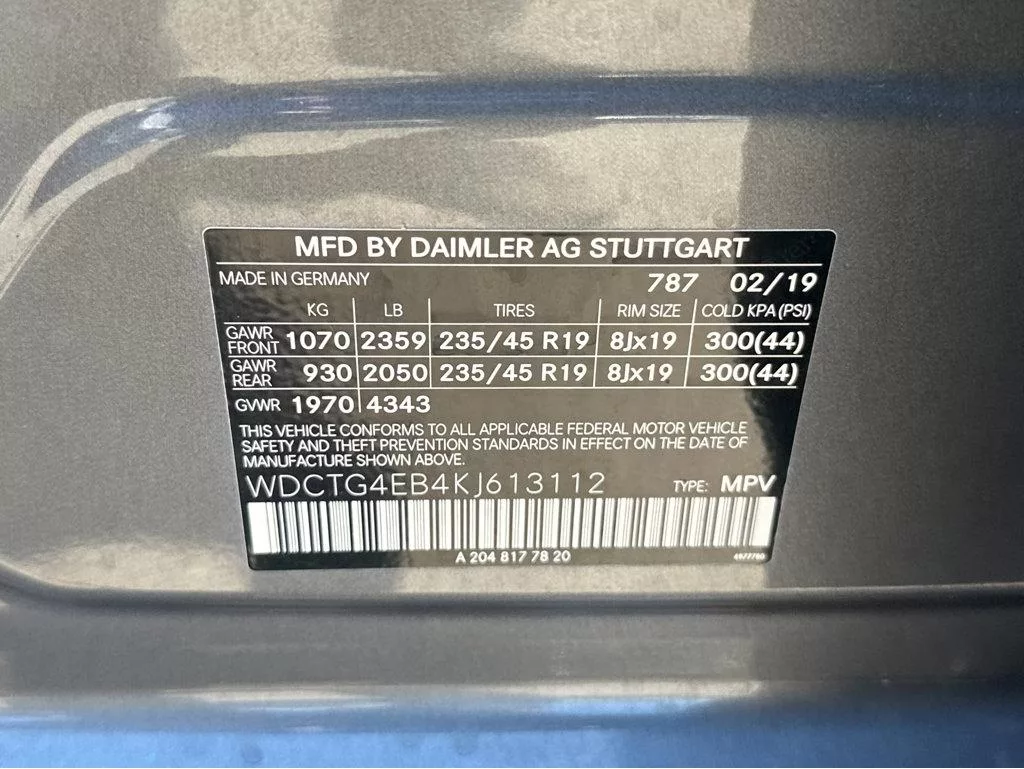 MFD BY DAIMLER AG STUTTGART
MADE IN GERMANY 787 02/19
KG LB TIRES RIM SIZE COLD KPA (PSI)
GAWR FRONT 1070 2359 235/45 R19 8Jx19 300(44)
GAWR REAR 930 2050 235/45 R19 8Jx19 300(44)
GVWR 1970 4343
THIS VEHICLE CONFORMS TO ALL APPLICABLE FEDERAL MOTOR VEHICLE
SAFETY AND THEFT PREVENTION STANDARDS IN EFFECT ON THE DATE OF
MANUFACTURE SHOWN ABOVE.
WDCTG4EB4KJ613112 TYPE: MPV
A 204 817 78 20